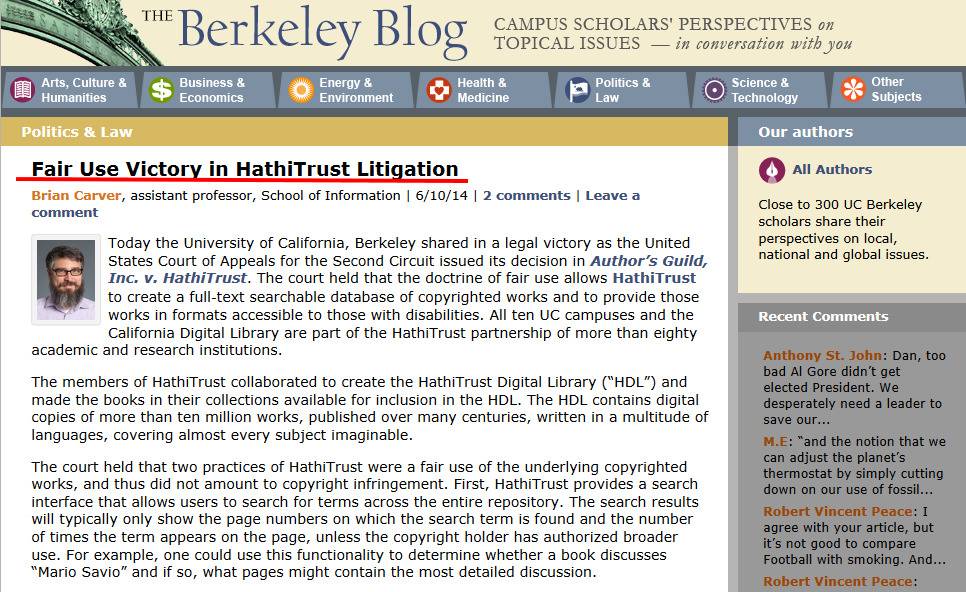 THE Berkeley Blog
CAMPUS SCHOLARS' PERSPECTIVES on
TOPICAL ISSUES — in conversation with you
Arts, Culture &
Humanities
Business &
Economics
Energy &
Environment
Health &
Medicine
Politics &
Law
Science &
Technology
Other
Subjects
Politics & Law
Fair Use Victory in HathiTrust Litigation
Brian Carver, assistant professor, School of Information | 6/10/14 | 2 comments | Leave a
comment
Today the University of California, Berkeley shared in a legal victory as the United
States Court of Appeals for the Second Circuit issued its decision in Author’s Guild,
Inc. v. HathiTrust. The court held that the doctrine of fair use allows HathiTrust
to create a full-text searchable database of copyrighted works and to provide those
works in formats accessible to those with disabilities. All ten UC campuses and the
California Digital Library are part of the HathiTrust partnership of more than eighty
academic and research institutions.
The members of HathiTrust collaborated to create the HathiTrust Digital Library (“HDL”) and
made the books in their collections available for inclusion in the HDL. The HDL contains digital
copies of more than ten million works, published over many centuries, written in a multitude of
languages, covering almost every subject imaginable.
The court held that two practices of HathiTrust were a fair use of the underlying copyrighted
works, and thus did not amount to copyright infringement. First, HathiTrust provides a search
interface that allows users to search for terms across the entire repository. The search results
will typically only show the page numbers on which the search term is found and the number
of times the term appears on the page, unless the copyright holder has authorized broader
use. For example, one could use this functionality to determine whether a book discusses
“Mario Savio” and if so, what pages might contain the most detailed discussion.
Our authors
All Authors
Close to 300 UC Berkeley
scholars share their
perspectives on local,
national and global issues.
Recent Comments
Anthony St. John: Dan, too
bad Al Gore didn’t get
elected President. We
desperately need a leader to
save our...
M.E: “and the notion that we
can adjust the planet’s
thermostat by simply cutting
down on our use of fossil...
Robert Vincent Peace: I
agree with your article, but
it’s not good to compare
Football with smoking. And...
Robert Vincent Peace: